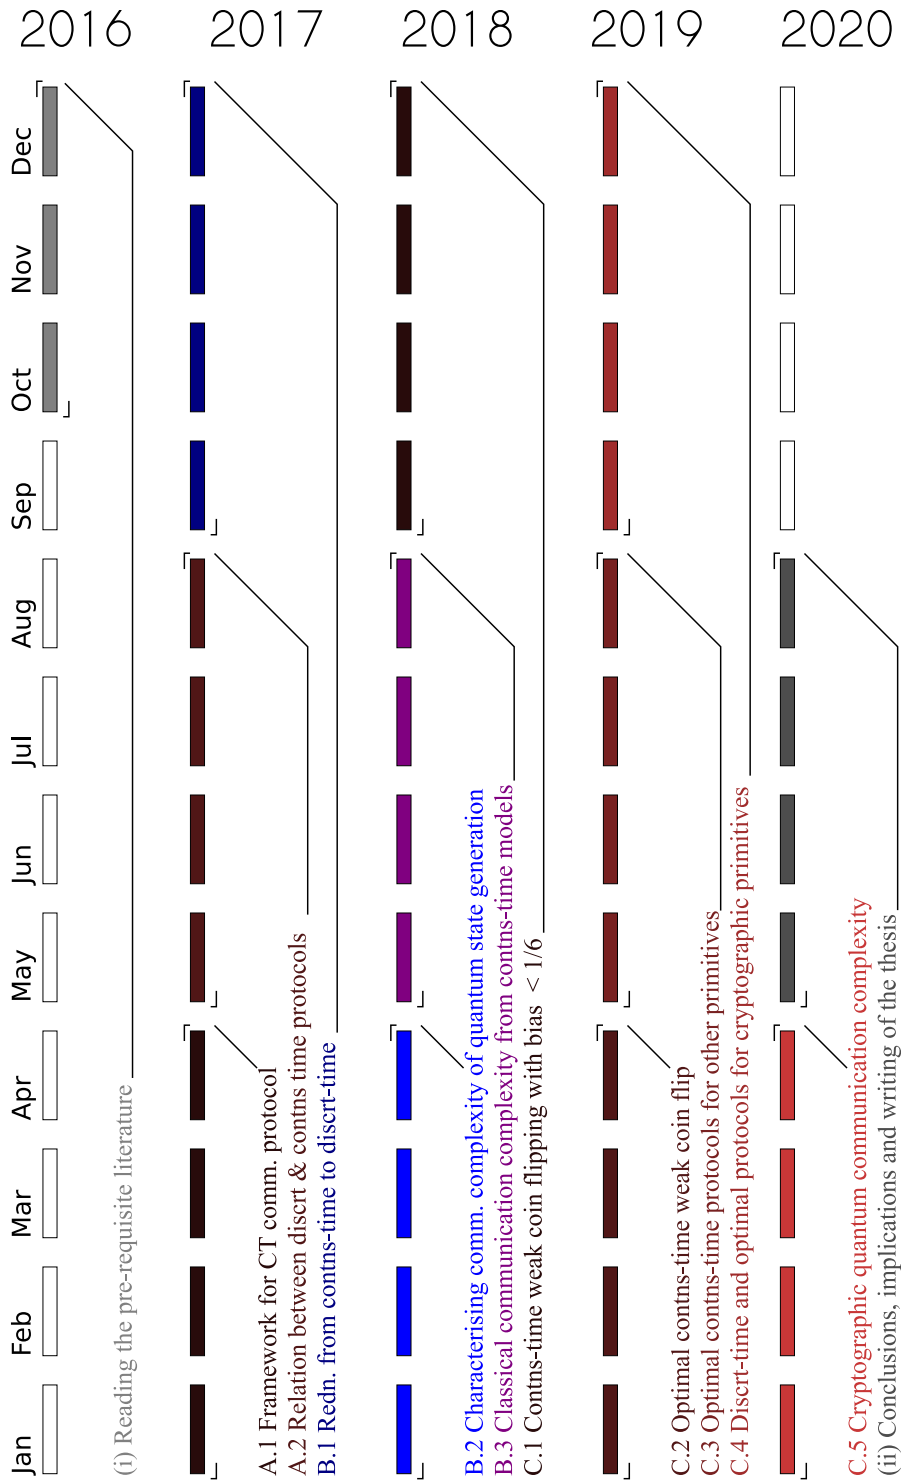 2016 2017 2018 2019 2020
Dec
Nov
Oct
Sep
Aug
Jul
Jun
May
Apr
Mar
Feb
Jan
(i) Reading the pre-requisite literature
A.1 Framework for CT comm. protocol
A.2 Relation between discrt & contns time protocols
B.1 Redn. from contns-time to discrt-time
B.2 Characterising comm. complexity of quantum state generation
B.3 Classical communication complexity from contns-time models
C.1 Contns-time weak coin flipping with bias < 1/6
C.2 Optimal contns-time weak coin flip
C.3 Optimal contns-time protocols for other primitives
C.4 Discrt-time and optimal protocols for cryptographic primitives
C.5 Cryptographic quantum communication complexity
(ii) Conclusions, implications and writing of the thesis